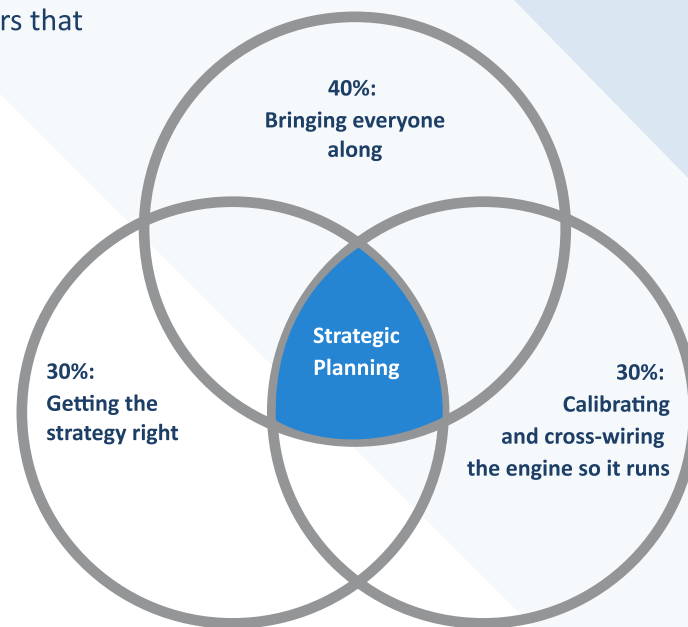 rs that
40%:
Bringing everyone
along
Strategic
Planning
30%:
Getting the
strategy right
30%:
Calibrating
and cross-wiring
the engine so it runs